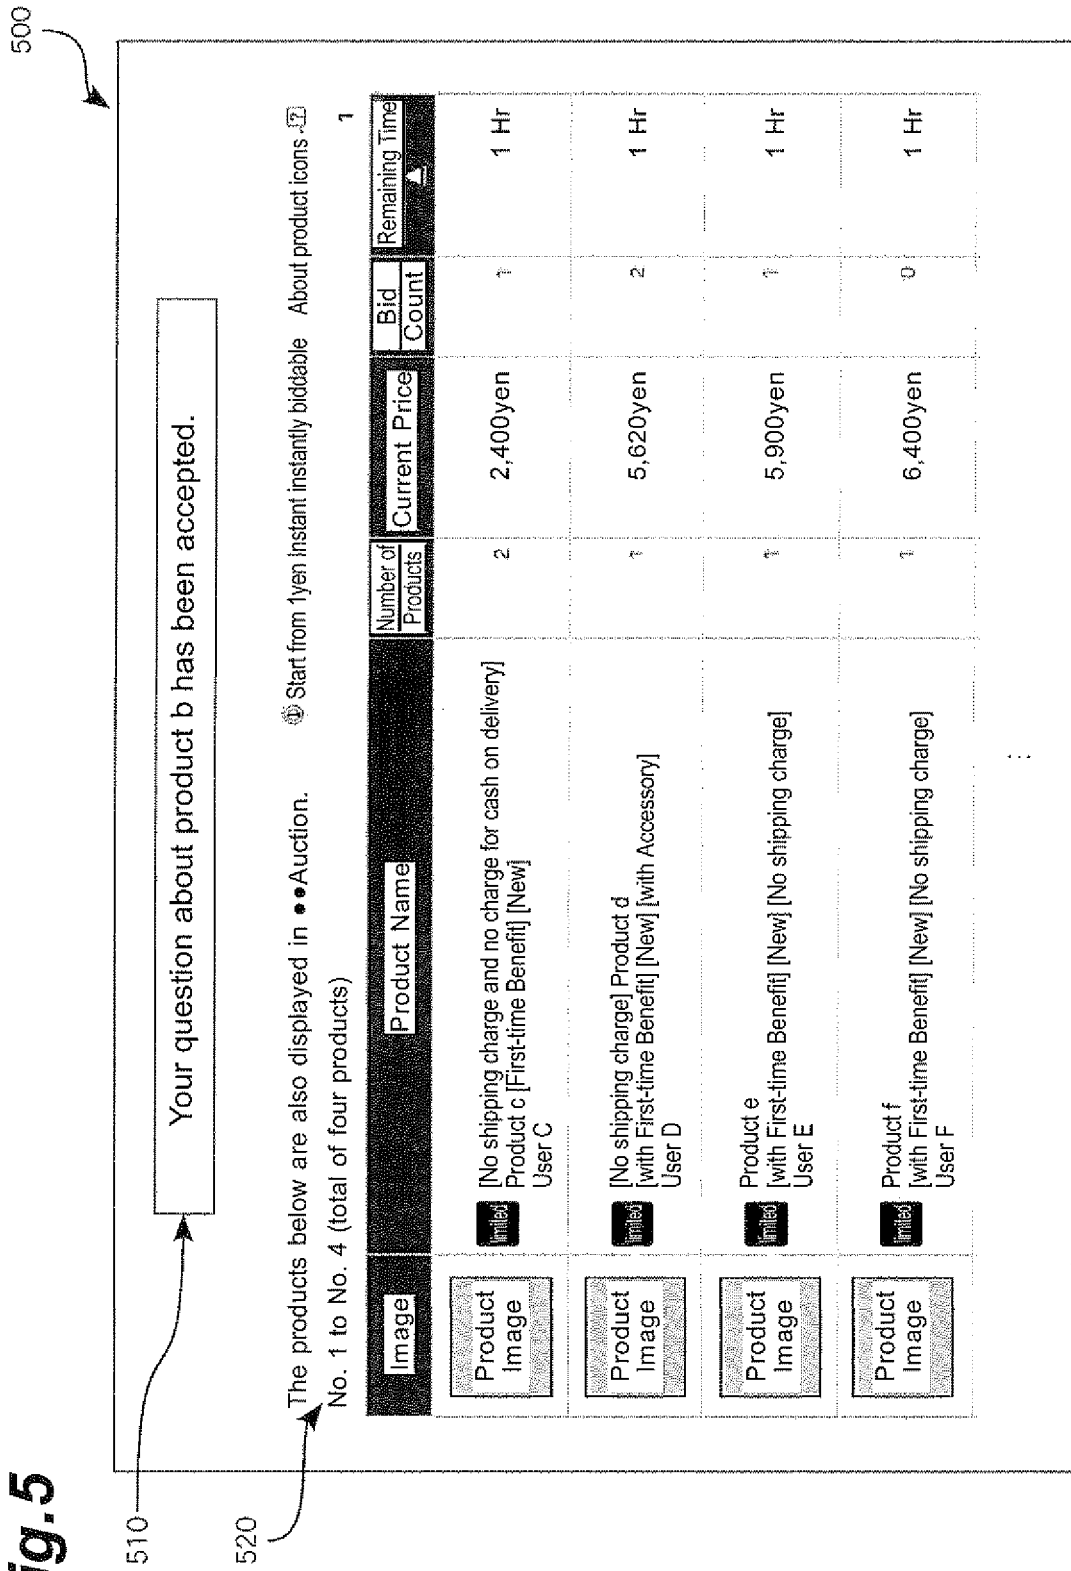 ig.5
500
510
Your question about product b has been accepted.
520
The products below are also displayed in ●●Auction. ① Start from 1yen instant instantly biddable About product icons -?
No. 1 to No. 4 (total of four products) 1
Image Product Name Number of Products Current Price Bid Count Remaining Time △
Product Image limited [No shipping charge and no charge for cash on delivery] 2 2,400yen 1 1 Hr
Product c [First-time Benefit] [New]
User C
Product Image limited [No shipping charge] Product d 1 5,620yen 2 1 Hr
[with First-time Benefit] [New] [with Accessory]
User D
Product Image limited Product e 1 5,900yen 1 1 Hr
[with First-time Benefit] [New] [No shipping charge]
User E
Product Image limited Product f 1 6,400yen 0 1 Hr
[with First-time Benefit] [New] [No shipping charge]
User F